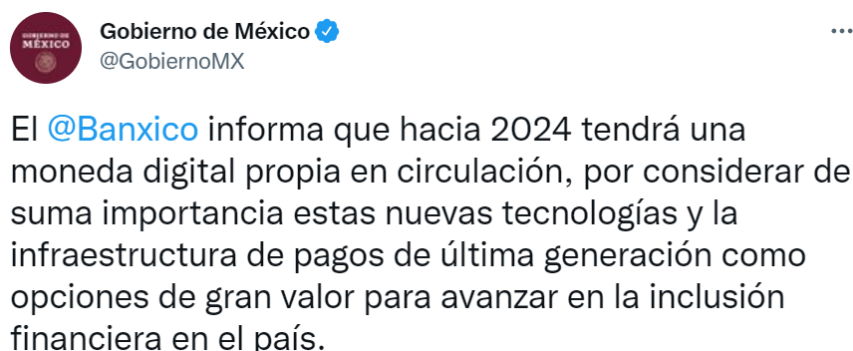 GOBIERNO DE
MÉXICO
Gobierno de México
@GobiernoMX
El @Banxico informa que hacia 2024 tendrá una
moneda digital propia en circulación, por considerar de
suma importancia estas nuevas tecnologías y la
infraestructura de pagos de última generación como
opciones de gran valor para avanzar en la inclusión
financiera en el país.